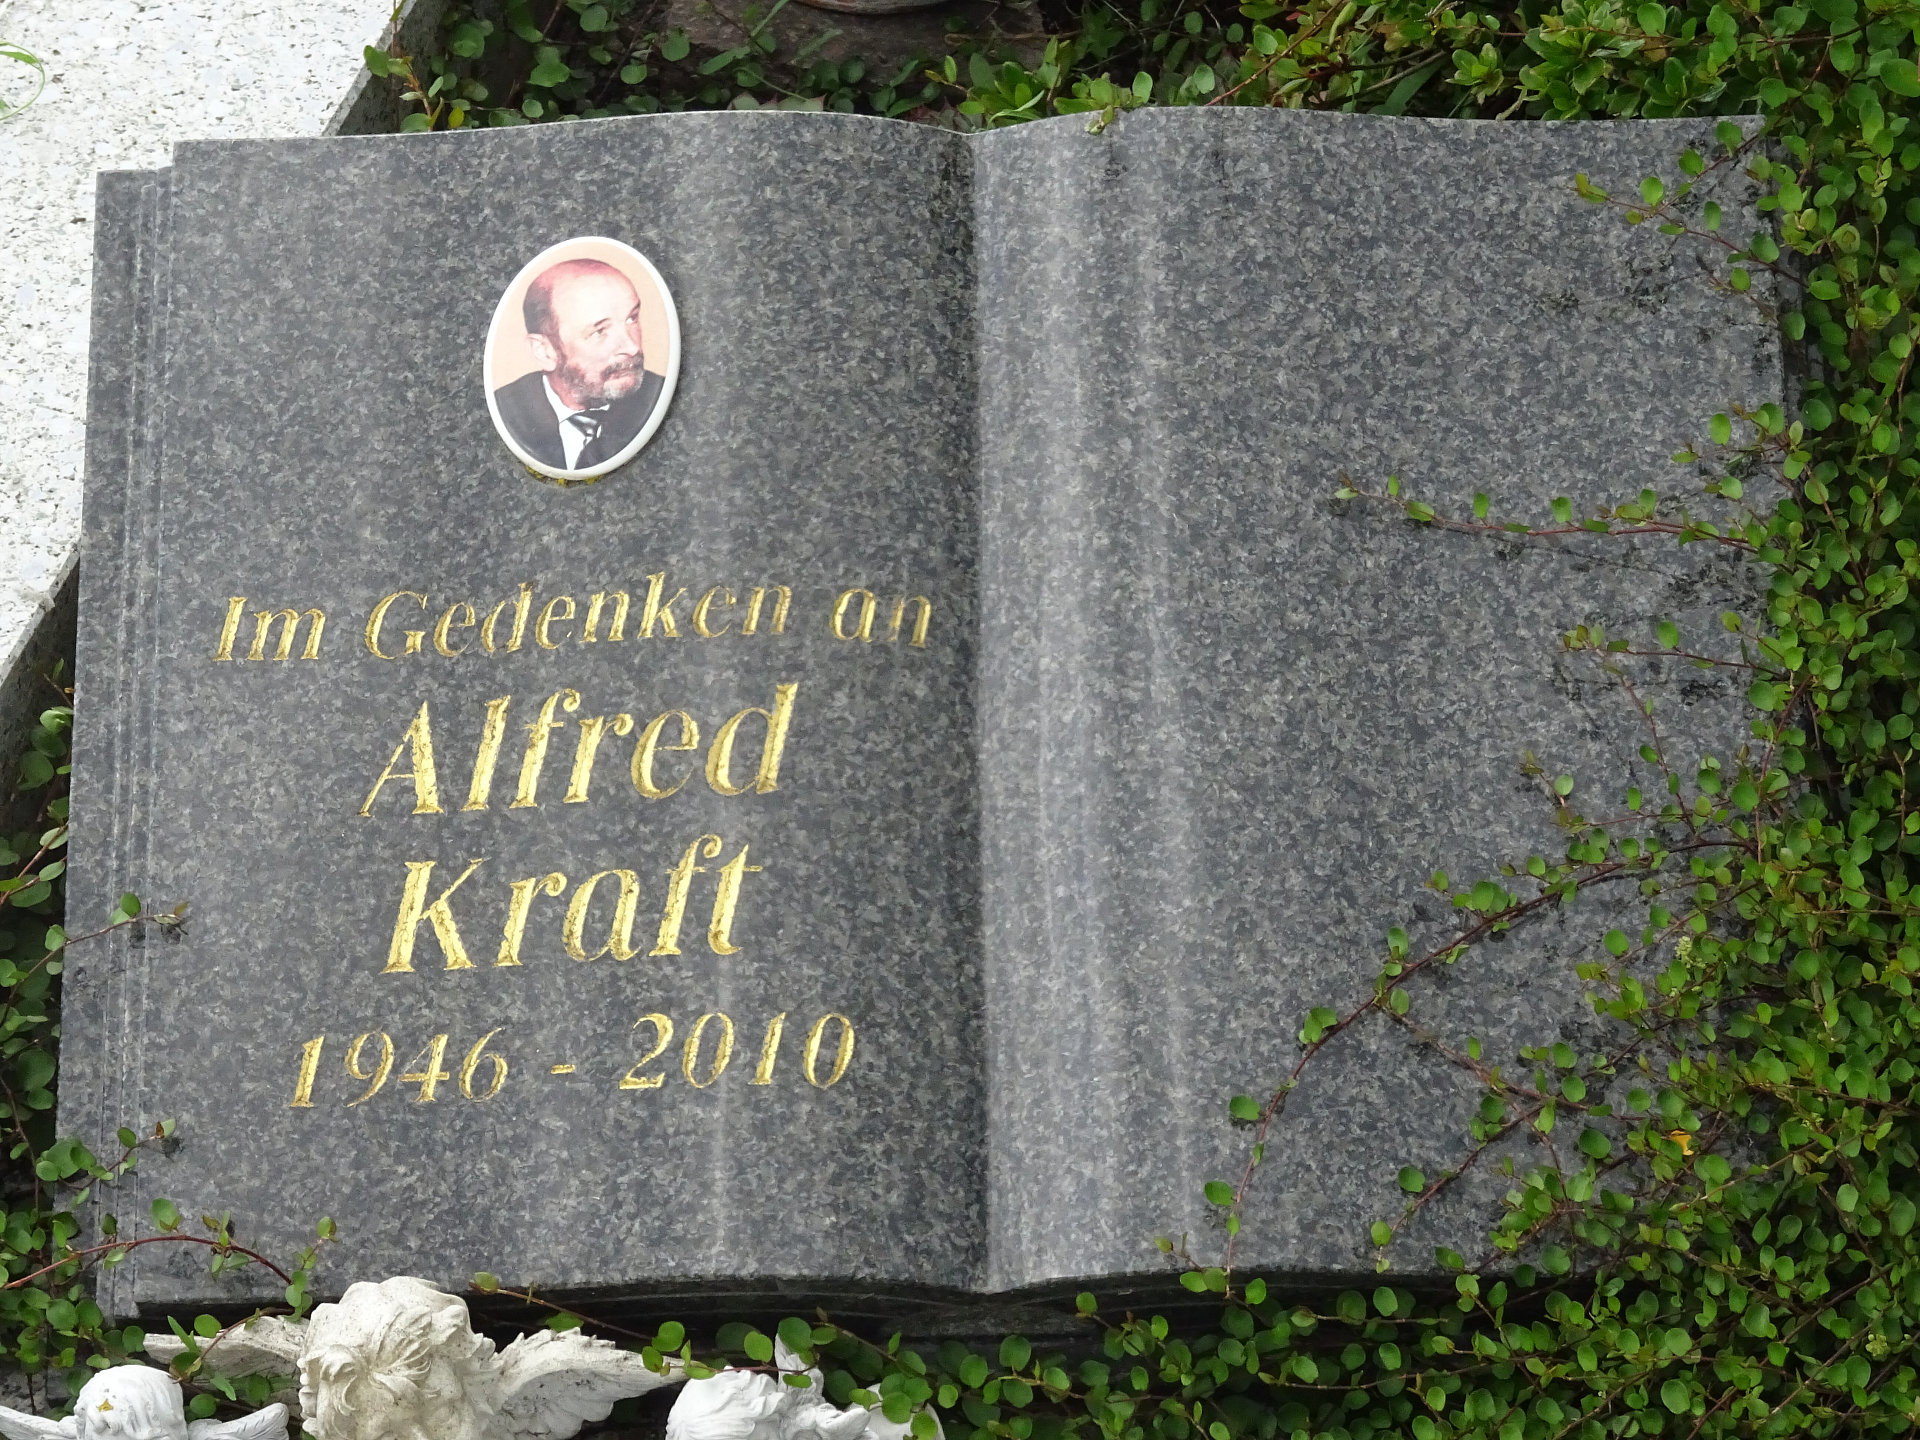 Im Gedenken an
Alfred
Kraft
1946 - 2010